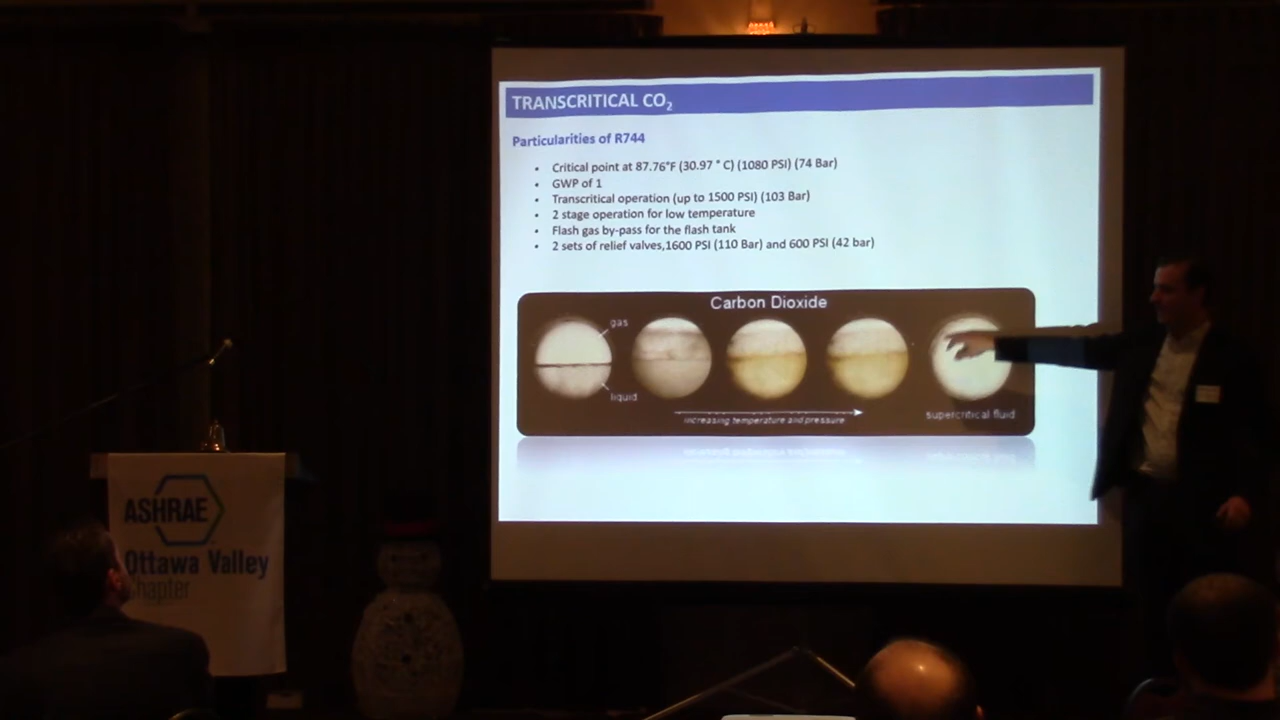 TRANSCRITICAL CO₂
Particularities of R744
• Critical point at 87.76°F (30.97 ° C) (1080 PSI) (74 Bar)
• GWP of 1
• Transcritical operation (up to 1500 PSI) (103 Bar)
• 2 stage operation for low temperature
• Flash gas by-pass for the flash tank
• 2 sets of relief valves,1600 PSI (110 Bar) and 600 PSI (42 bar)
Carbon Dioxide
gas
liquid
increasing temperature and pressure
supercritical fluid
ASHRAE
Ottawa Valley
Chapter